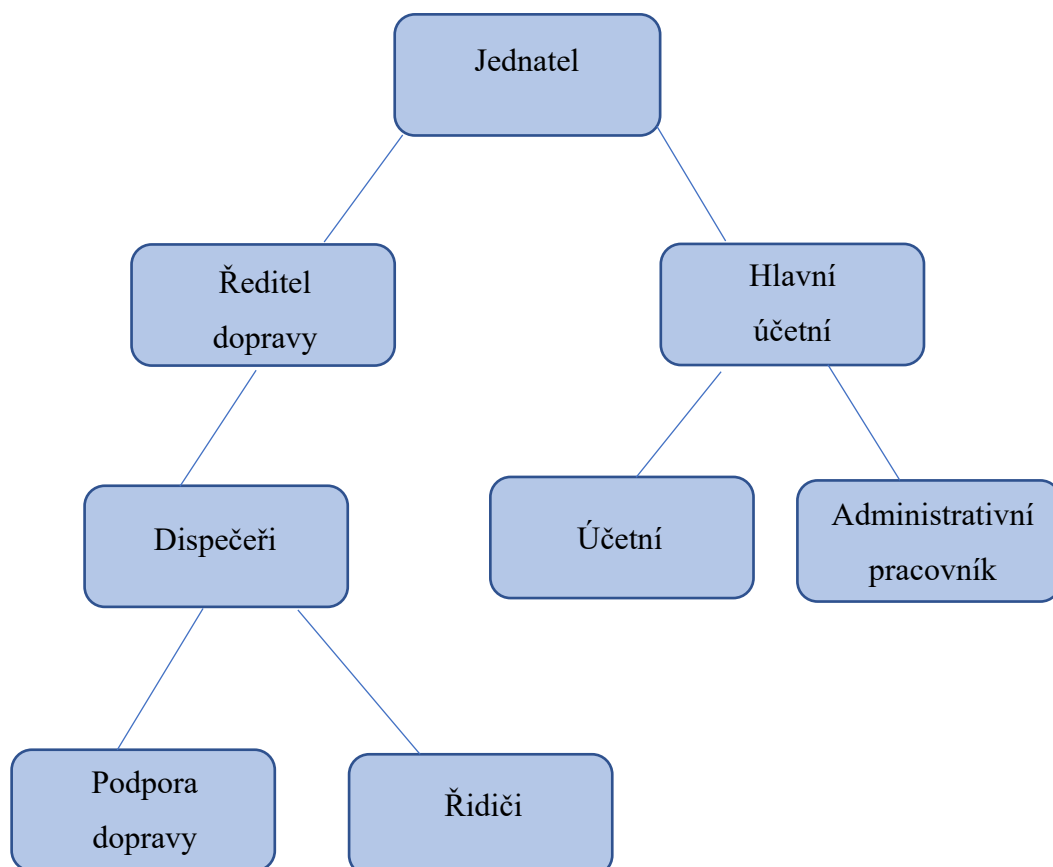 Jednatel
Ředitel
dopravy
Hlavní
účetní
Dispečeři
Účetní
Administrativní
pracovník
Podpora
dopravy
Řidiči